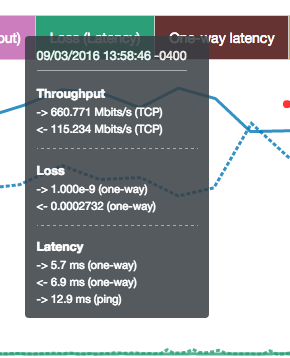 out)
Loss (Latency)
One-way latency
09/03/2016 13:58:46 -0400
Throughput
-> 660.771 Mbits/s (TCP)
<- 115.234 Mbits/s (TCP)
Loss
-> 1.000e-9 (one-way)
<- 0.0002732 (one-way)
Latency
-> 5.7 ms (one-way)
<- 6.9 ms (one-way)
-> 12.9 ms (ping)